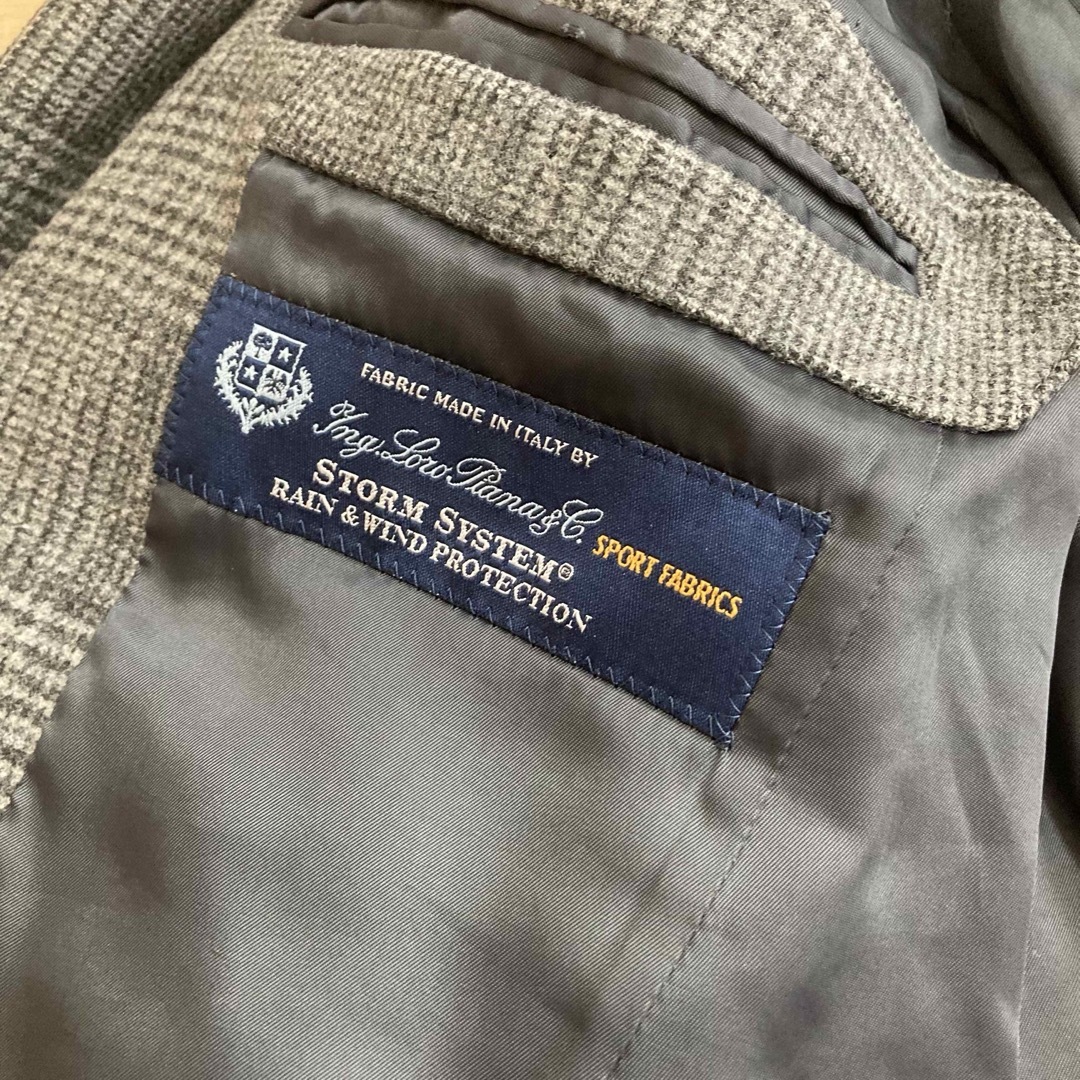 FABRIC MADE IN ITALY BY
Ing. Loro Piana & C.
STORM SYSTEM® SPORT FABRICS
RAIN & WIND PROTECTION